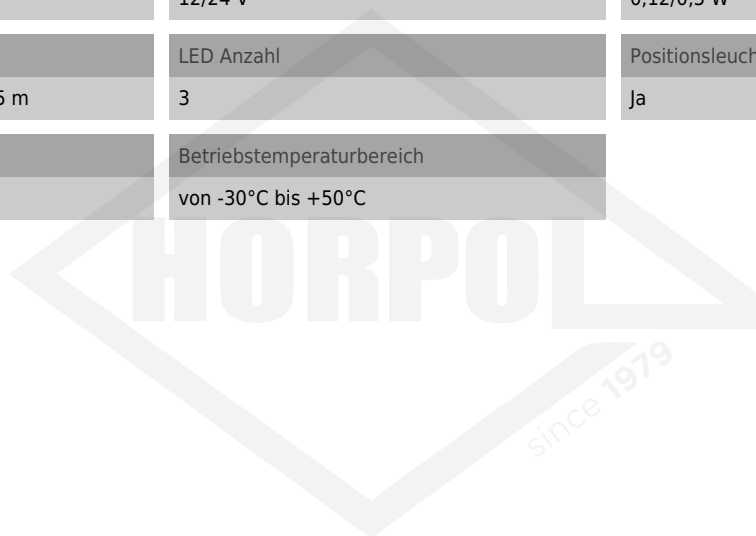 12/24 V 0,12/0,3 W
LED Anzahl Positionsleuch
5 m 3 Ja
Betriebstemperaturbereich
von -30°C bis +50°C
HORPOL
since 1979